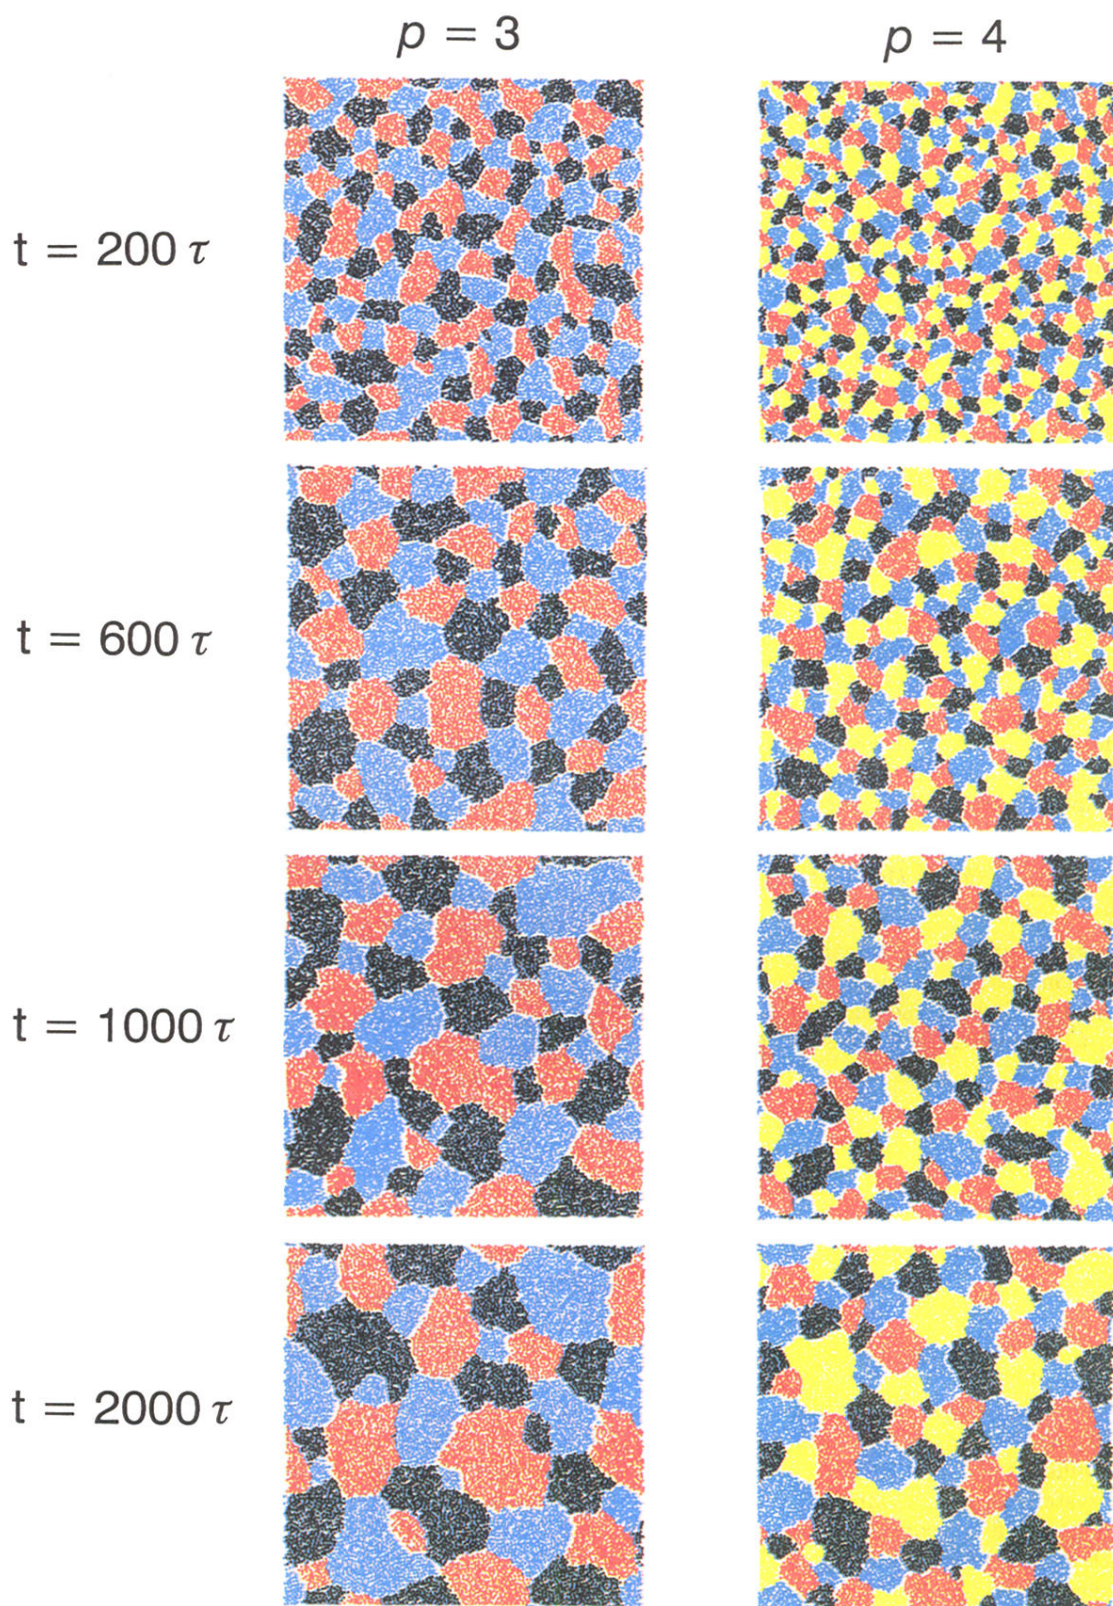 p = 3
p = 4
t = 200 τ
t = 600 τ
t = 1000 τ
t = 2000 τ